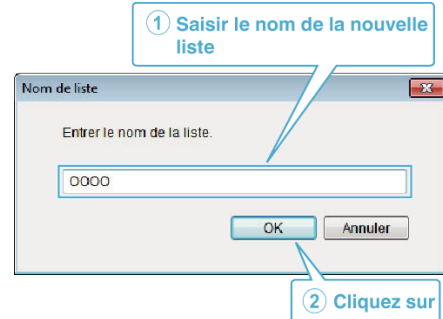 ① Saisir le nom de la nouvelle
liste
Nom de liste
Entrer le nom de la liste.
OOOO
OK Annuler
② Cliquez sur